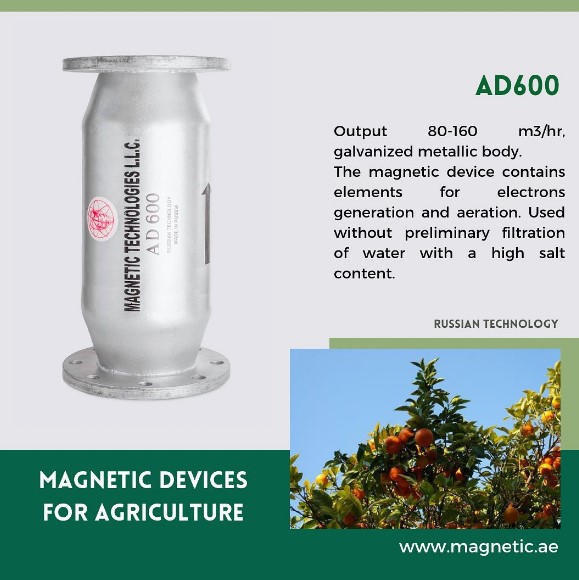 MAGNETIC TECHNOLOGIES L.L.C.
AD 600
RUSSIAN TECHNOLOGY
AD600
Output 80-160 m3/hr,
galvanized metallic body.
The magnetic device contains
elements for electrons
generation and aeration. Used
without preliminary filtration
of water with a high salt
content.
RUSSIAN TECHNOLOGY
MAGNETIC DEVICES
FOR AGRICULTURE
www.magnetic.ae